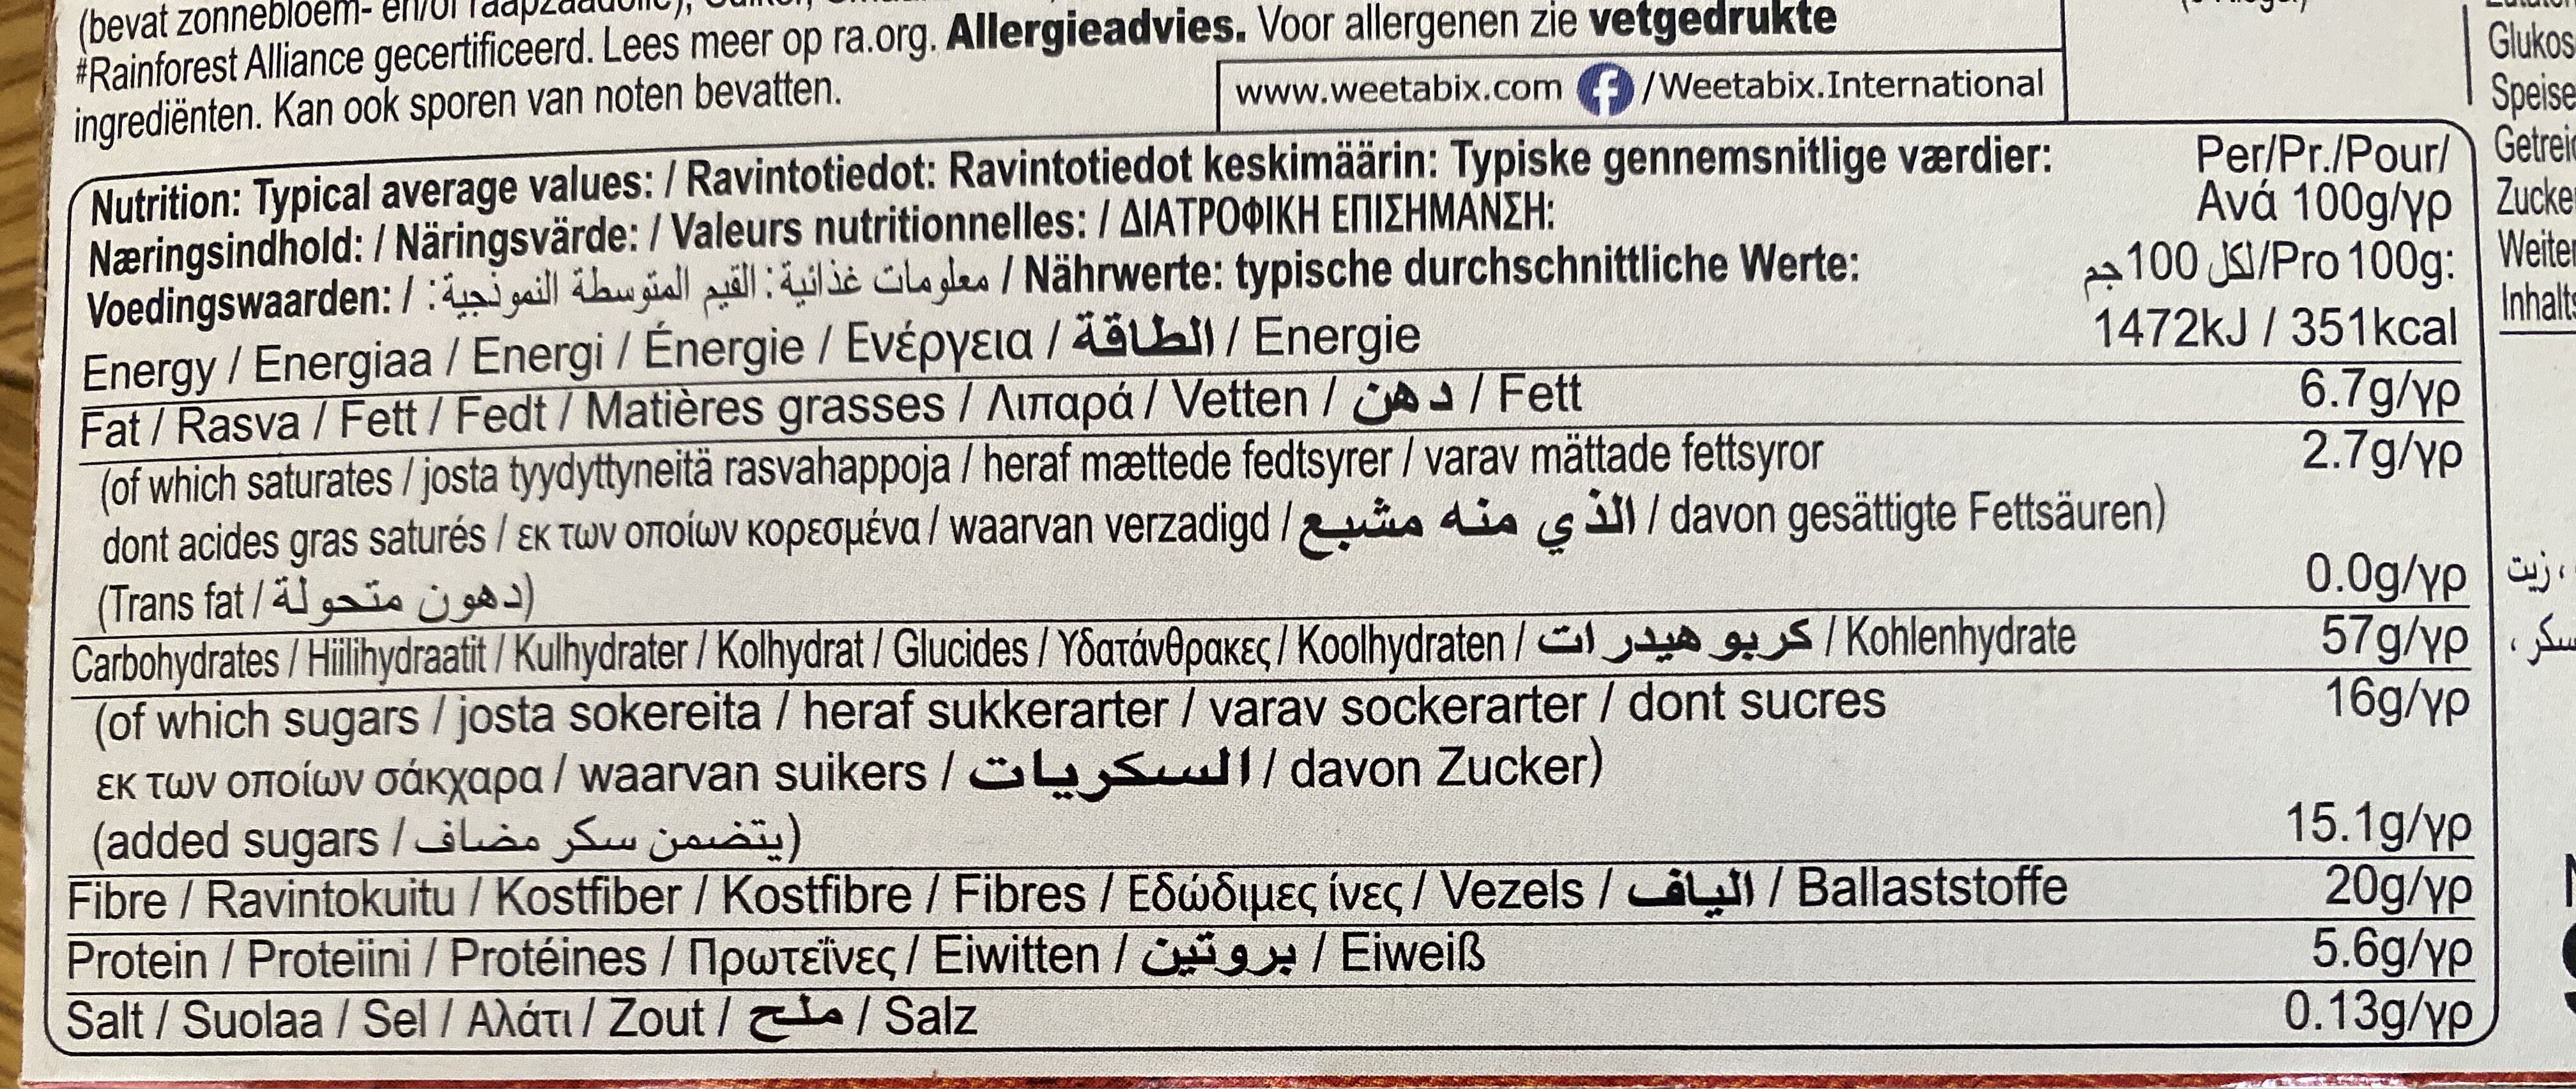 (bevat zonnebloem- en/of raapzaadolie),
#Rainforest Alliance gecertificeerd. Lees meer op ra.org. Allergieadvies. Voor allergenen zie vetgedrukte
ingrediënten. Kan ook sporen van noten bevatten.
www.weetabix.com f /Weetabix.International
Nutrition: Typical average values: / Ravintotiedot: Ravintotiedot keskimäärin: Typiske gennemsnitlige værdier: Per/Pr./Pour/
Næringsindhold: / Näringsvärde: / Valeurs nutritionnelles: / ΔΙΑΤΡΟΦΙΚΗ ΕΠΙΣΗΜΑΝΣΗ: Ανά 100g/γρ
Voedingswaarden: / معلومات غذائية: القيم المتوسطة النموذجية: / Nährwerte: typische durchschnittliche Werte: لكل 100 جم/Pro 100g:
Energy / Energiaa / Energi / Énergie / Ενέργεια / الطاقة / Energie 1472kJ / 351kcal
Fat / Rasva / Fett / Fedt / Matières grasses / Λιπαρά / Vetten / دهن / Fett 6.7g/γρ
(of which saturates / josta tyydyttyneitä rasvahappoja / heraf mættede fedtsyrer / varav mättade fettsyror 2.7g/γρ
dont acides gras saturés / εκ των οποίων κορεσμένα / waarvan verzadigd / الذي منه مشبع / davon gesättigte Fettsäuren)
(Trans fat / دهون متحولة) 0.0g/γρ
Carbohydrates / Hiilihydraatit / Kulhydrater / Kolhydrat / Glucides / Υδατάνθρακες / Koolhydraten / كربوهيدرات / Kohlenhydrate 57g/γρ
(of which sugars / josta sokereita / heraf sukkerarter / varav sockerarter / dont sucres 16g/γρ
εκ των οποίων σάκχαρα / waarvan suikers / السكريات / davon Zucker)
(added sugars / يتضمن سكر مضاف) 15.1g/γρ
Fibre / Ravintokuitu / Kostfiber / Kostfibre / Fibres / Εδώδιμες ίνες / Vezels / الياف / Ballaststoffe 20g/γρ
Protein / Proteiini / Protéines / Πρωτεΐνες / Eiwitten / بروتين / Eiweiß 5.6g/γρ
Salt / Suolaa / Sel / Αλάτι / Zout / ملح / Salz 0.13g/γρ
Glukos
Speise
Getrei
Zucke
Weite
Inhalts
، زيت
سكر ،